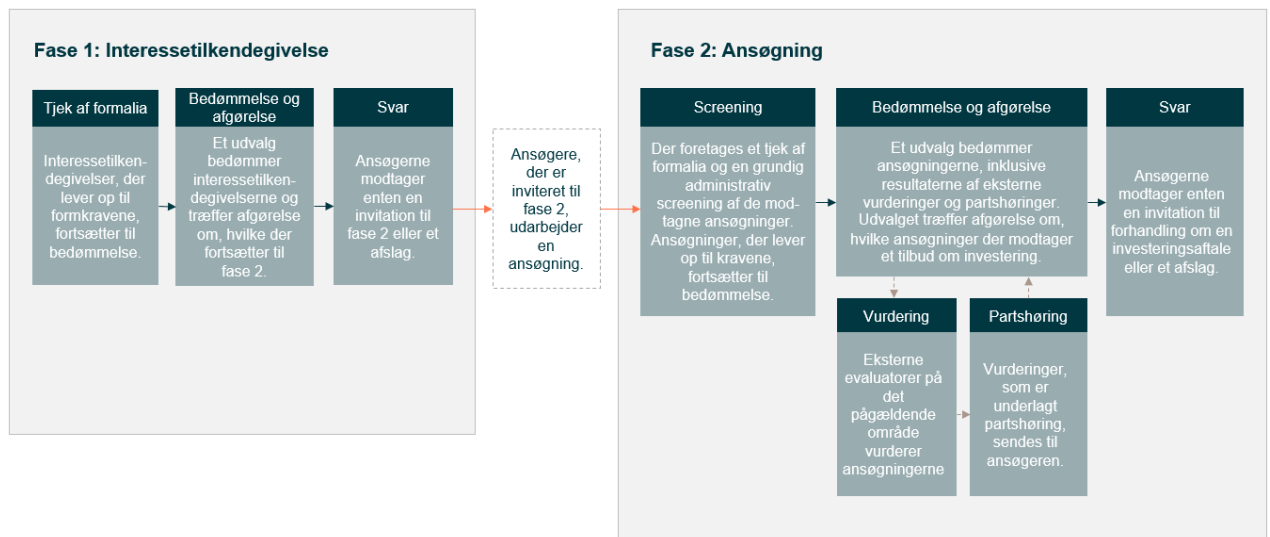 Fase 1: Interessetilkendegivelse
Tjek af formalia
Interessetilken-
degivelser, der
lever op til
formkravene,
fortsætter til
bedømmelse.
Bedømmelse og
afgørelse
Et udvalg
bedømmer
interessetilken-
degivelserne og
træffer afgørelse
om, hvilke der
fortsætter til
fase 2.
Svar
Ansøgerne
modtager
enten en
invitation til
fase 2 eller et
afslag.
Ansøgere,
der er
inviteret til
fase 2,
udarbejder
en
ansøgning.
Fase 2: Ansøgning
Screening
Der foretages et tjek af
formalia og en grundig
administrativ
screening af de mod-
tagne ansøgninger.
Ansøgninger, der lever
op til kravene,
fortsætter til
bedømmelse.
Bedømmelse og afgørelse
Et udvalg bedømmer
ansøgningerne, inklusive
resultaterne af eksterne
vurderinger og partshøringer.
Udvalget træffer afgørelse om,
hvilke ansøgninger der modtager
et tilbud om investering.
Vurdering
Eksterne
evaluatorer på
det
pågældende
område
vurderer
ansøgningerne
Partshøring
Vurderinger,
som er
underlagt
partshøring,
sendes til
ansøgeren.
Svar
Ansøgerne
modtager enten
en invitation til
forhandling om en
investeringsaftale
eller et afslag.